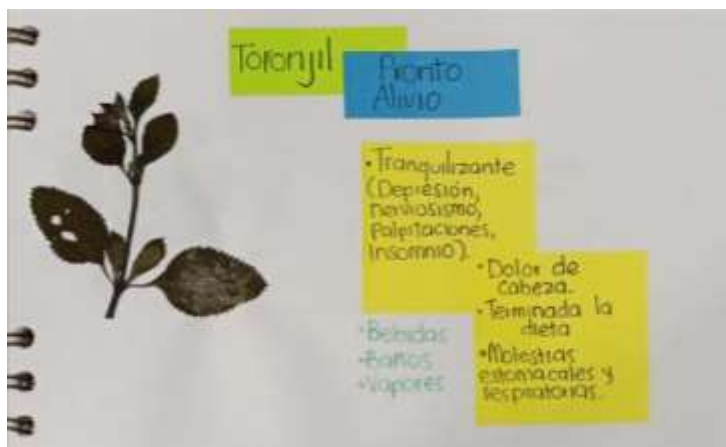 Toronjil
Pronto
Alivio
•Tranquilizante
(Depresión,
nerviosismo,
palpitaciones,
insomnio).
•Dolor de
cabeza.
•Terminada la
dieta
•Molestias
estomacales y
respiratorias.
•Bebidas
•Baños
•Vapores